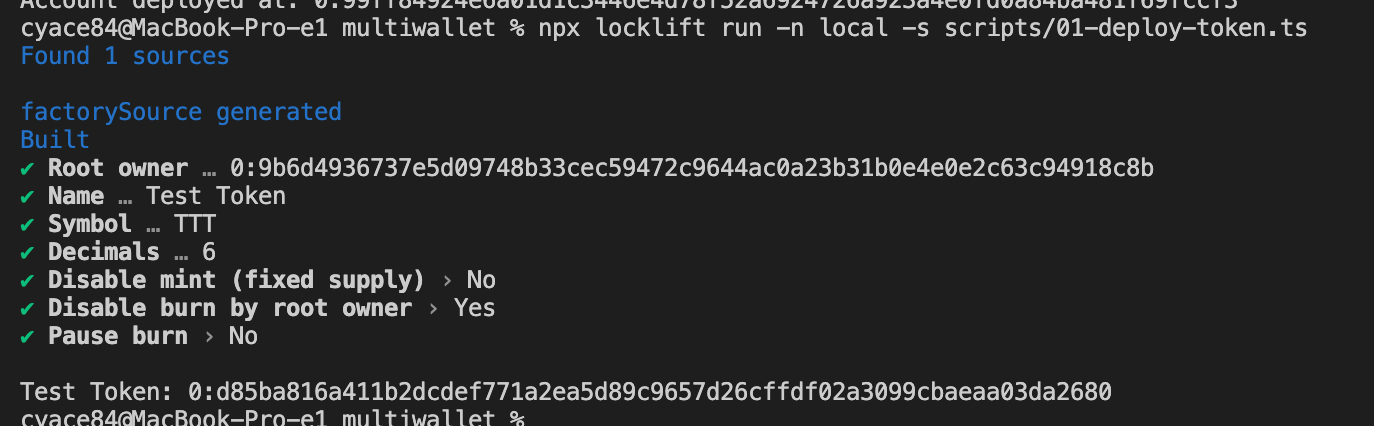 Account deployed at: 0:99ff84924e6a01d1c3446e4d78f52a6924726a923a4e0fd0a84ba481f69fccf3
cyace84@MacBook-Pro-e1 multiwallet % npx locklift run -n local -s scripts/01-deploy-token.ts
Found 1 sources
factorySource generated
Built
✔ Root owner … 0:9b6d4936737e5d09748b33cec59472c9644ac0a23b31b0e4e0e2c63c94918c8b
✔ Name … Test Token
✔ Symbol … TTT
✔ Decimals … 6
✔ Disable mint (fixed supply) › No
✔ Disable burn by root owner › Yes
✔ Pause burn › No
Test Token: 0:d85ba816a411b2dcdef771a2ea5d89c9657d26cffdf02a3099cbaeaa03da2680
cyace84@MacBook-Pro-e1 multiwallet %